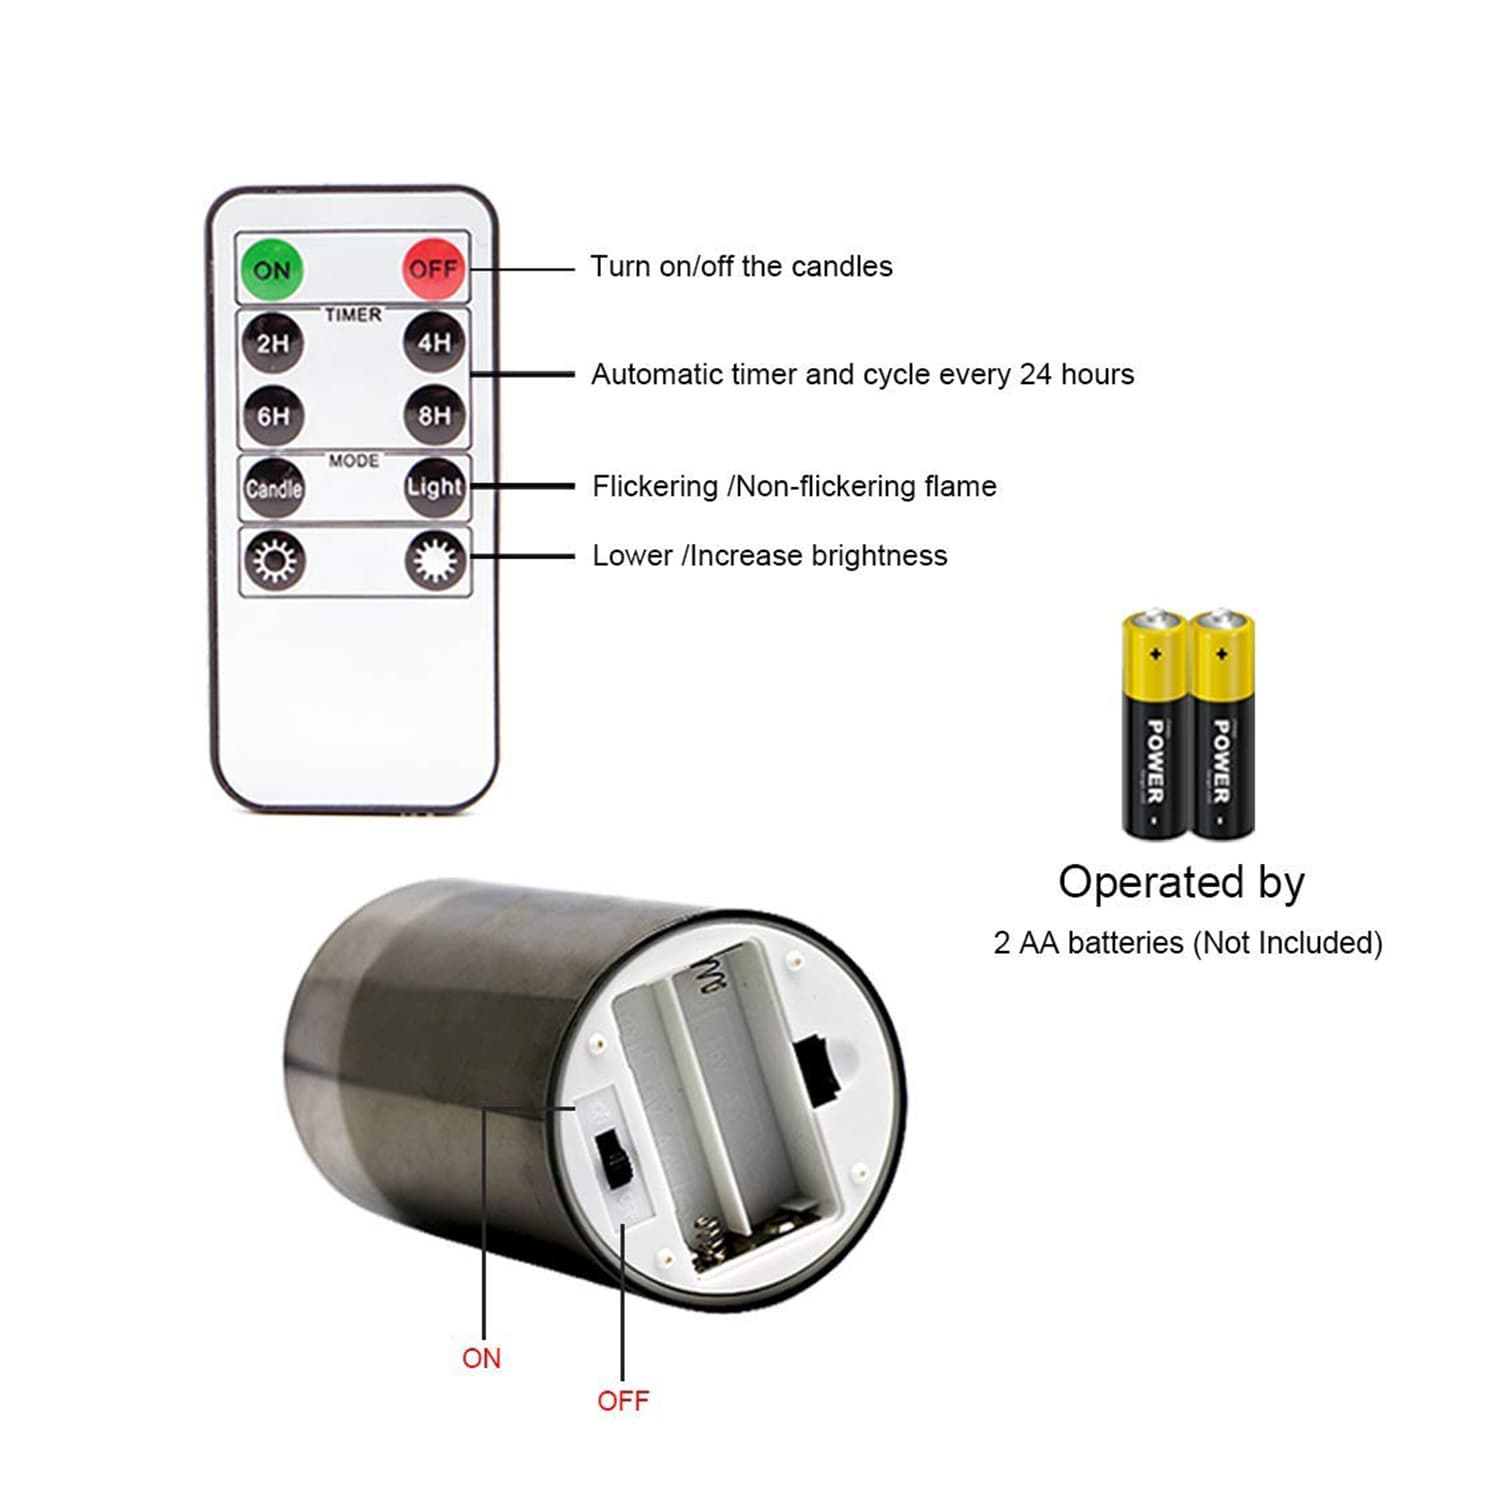 ON OFF Turn on/off the candles
TIMER
2H 4H
Automatic timer and cycle every 24 hours
6H 8H
MODE
Candle Light Flickering /Non-flickering flame
Lower /Increase brightness
+ +
POWER POWER
- -
Operated by
2 AA batteries (Not Included)
ON
OFF